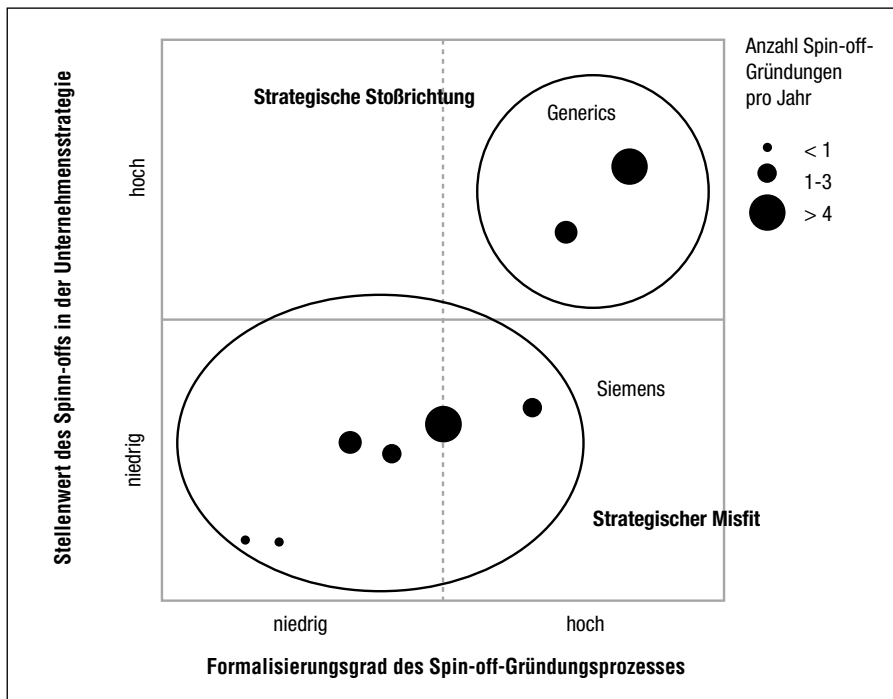 Stellenwert des Spinn-offs in der Unternehmensstrategie
hoch
niedrig
Strategische Stoßrichtung
Generics
Siemens
Strategischer Misfit
niedrig
hoch
Formalisierungsgrad des Spin-off-Gründungsprozesses
Anzahl Spin-off-
Gründungen
pro Jahr
< 1
1-3
> 4